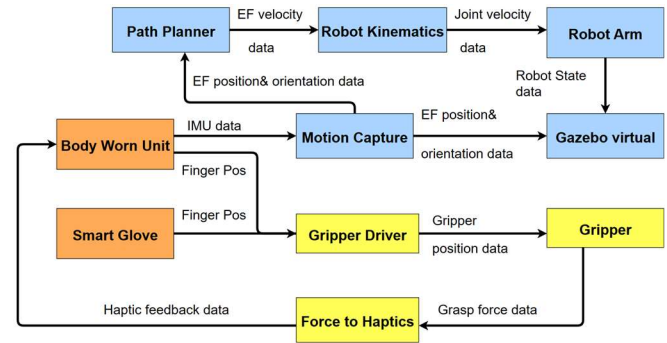 EF velocity
data
Path Planner
Robot Kinematics
Joint velocity
data
Robot Arm
EF position& orientation data
Robot State
data
IMU data
Body Worn Unit
Motion Capture
EF position&
orientation data
Gazebo virtual
Finger Pos
Finger Pos
Smart Glove
Gripper Driver
Gripper
position data
Gripper
Haptic feedback data
Force to Haptics
Grasp force data